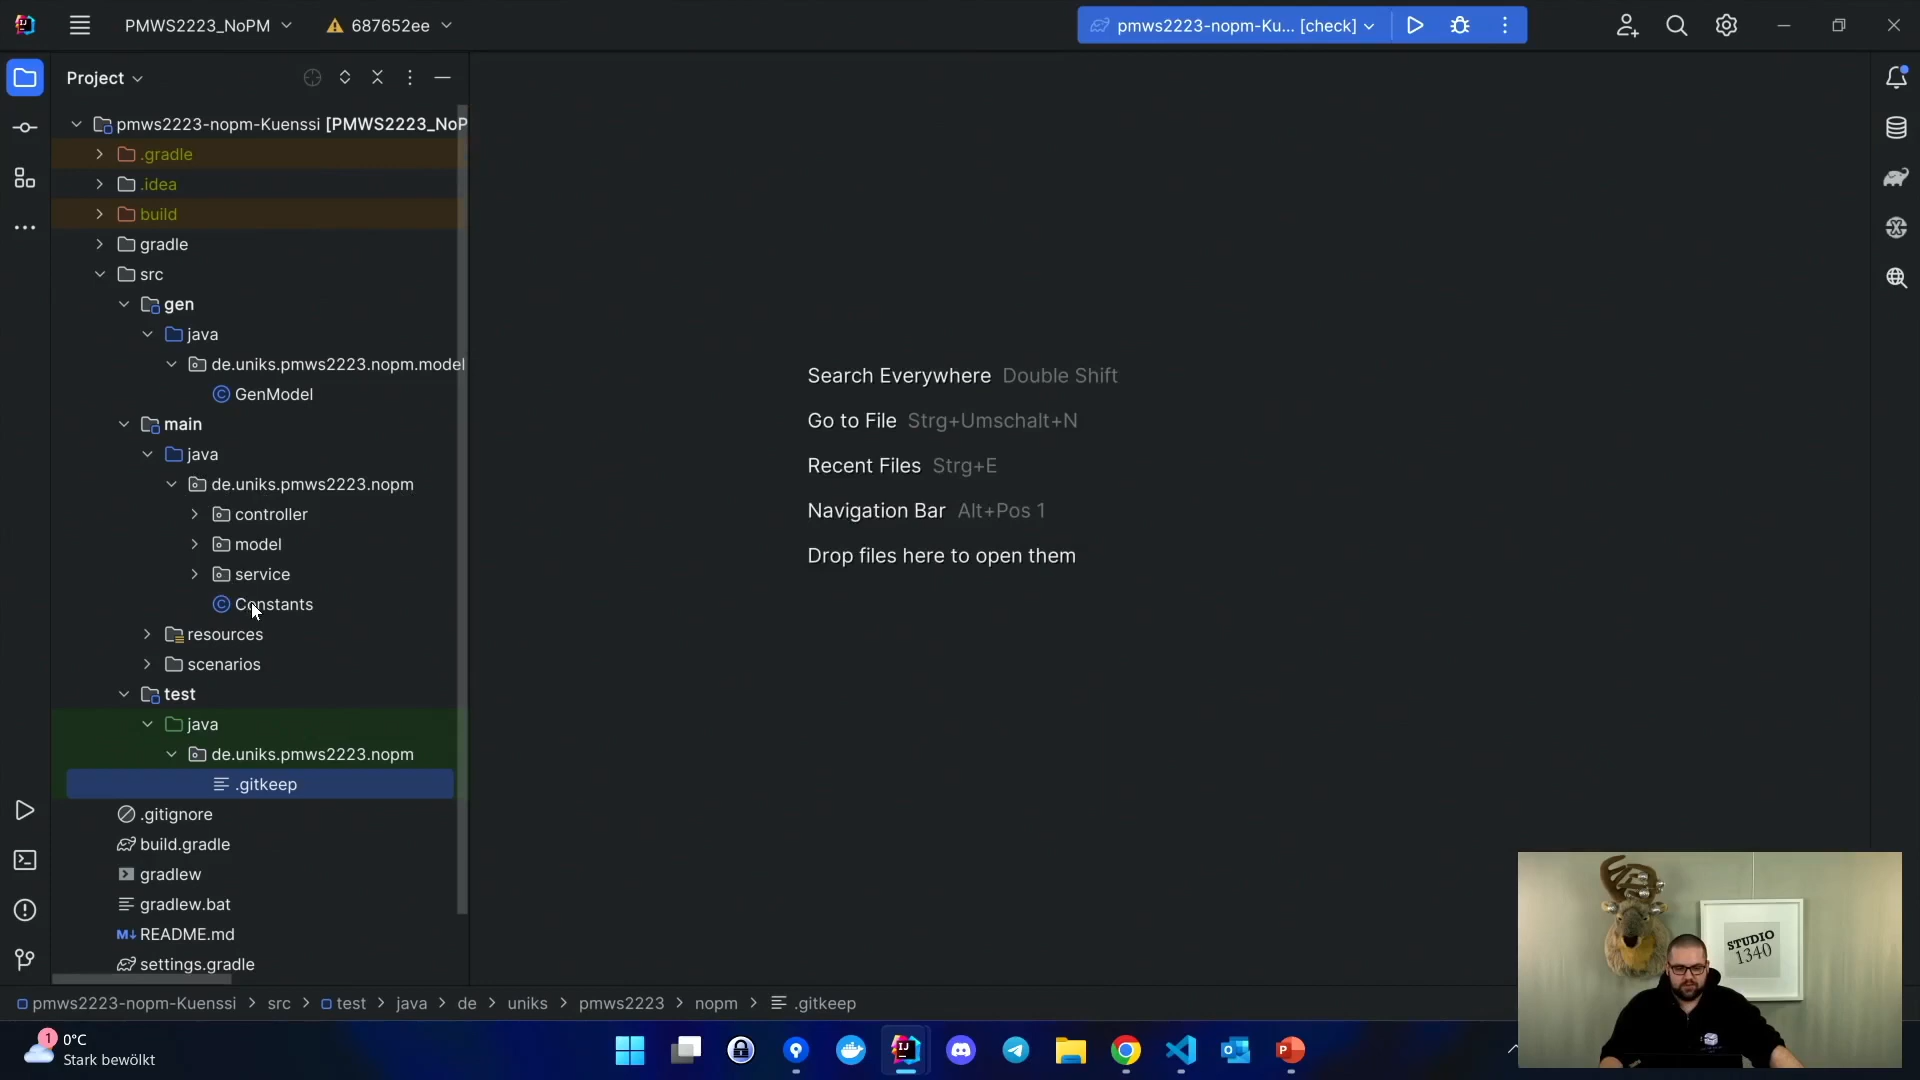 PMWS2223_NoPM
687652ee
pmws2223-nopm-Ku... [check]
Project
pmws2223-nopm-Kuenssi [PMWS2223_NoP
.gradle
.idea
build
gradle
src
gen
java
de.uniks.pmws2223.nopm.model
GenModel
main
java
de.uniks.pmws2223.nopm
controller
model
service
Constants
resources
scenarios
test
java
de.uniks.pmws2223.nopm
.gitkeep
.gitignore
build.gradle
gradlew
gradlew.bat
README.md
settings.gradle
Search Everywhere Double Shift
Go to File Strg+Umschalt+N
Recent Files Strg+E
Navigation Bar Alt+Pos 1
Drop files here to open them
STUDIO
1340
pmws2223-nopm-Kuenssi > src > test > java > de > uniks > pmws2223 > nopm > .gitkeep
1
0°C
Stark bewölkt